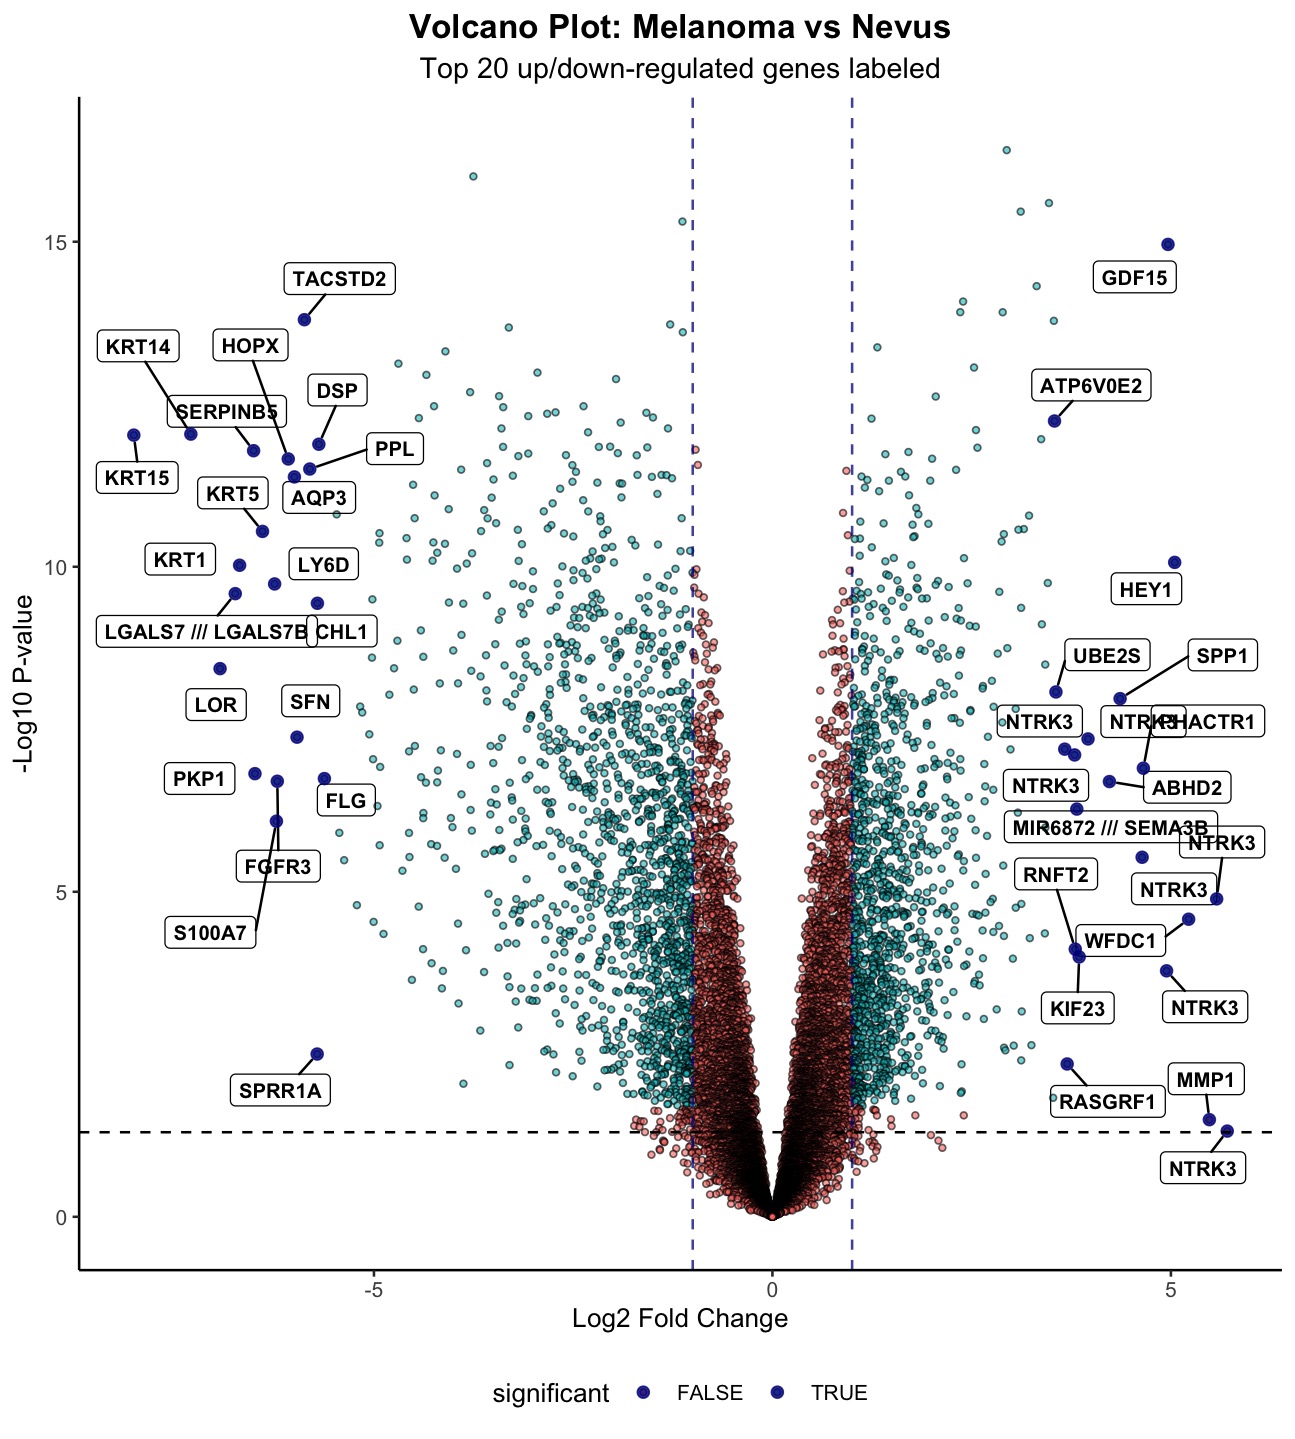 Volcano Plot: Melanoma vs Nevus
Top 20 up/down-regulated genes labeled
-Log10 P-value
15
10
5
0
TACSTD2
GDF15
KRT14
HOPX
DSP
ATP6V0E2
SERPINB5
PPL
KRT15
KRT5
AQP3
KRT1
LY6D
HEY1
LGALS7 /// LGALS7B
CHL1
UBE2S
SPP1
LOR
SFN
NTRK3
NTRK3
PHACTR1
PKP1
FLG
NTRK3
ABHD2
MIR6872 /// SEMA3B
NTRK3
FGFR3
RNFT2
NTRK3
S100A7
WFDC1
KIF23
NTRK3
SPRR1A
RASGRF1
MMP1
NTRK3
-5
0
5
Log2 Fold Change
significant
FALSE
TRUE